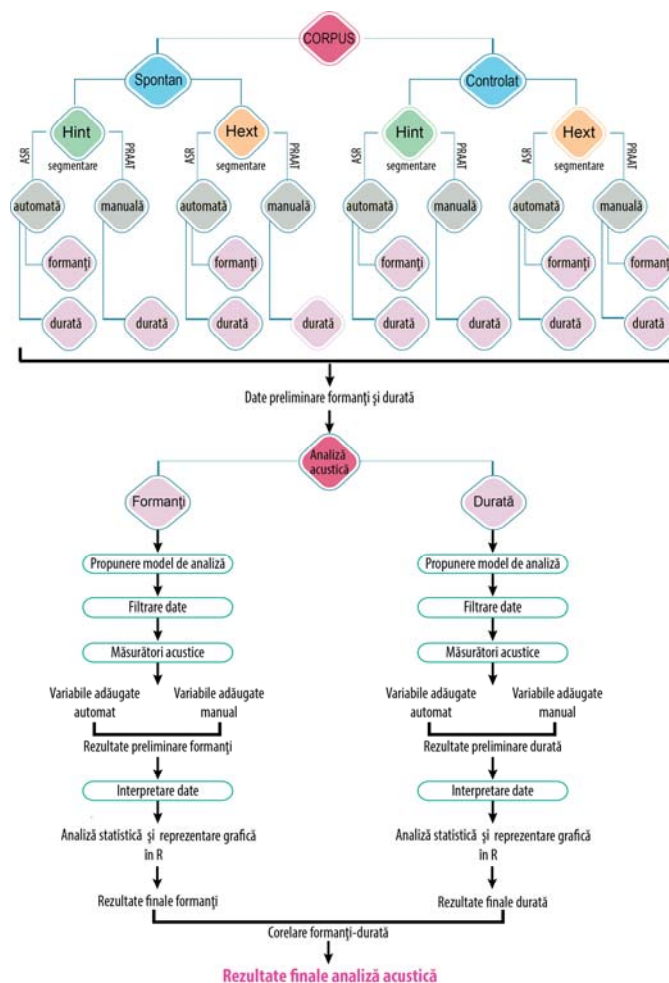 CORPUS
Spontan Controlat
Hint Hext Hint Hext
ASR segmentare PRAAT ASR segmentare PRAAT ASR segmentare PRAAT ASR segmentare PRAAT
automată manuală automată manuală automată manuală automată manuală
formanți formanți formanți formanți formanț
durată durată durată durată durată durată durată durată
Date preliminare formanți și durată
Analiză
acustică
Formanți Durată
Propunere model de analiză Propunere model de analiză
Filtrare date Filtrare date
Măsurători acustice Măsurători acustice
Variabile adăugate Variabile adăugate Variabile adăugate Variabile adăugate
automat manual automat manual
Rezultate preliminare formanți Rezultate preliminare durată
Interpretare date Interpretare date
Analiză statistică și reprezentare grafică Analiză statistică și reprezentare grafică
în R în R
Rezultate finale formanți Rezultate finale durată
Corelare formanți-durată
Rezultate finale analiză acustică